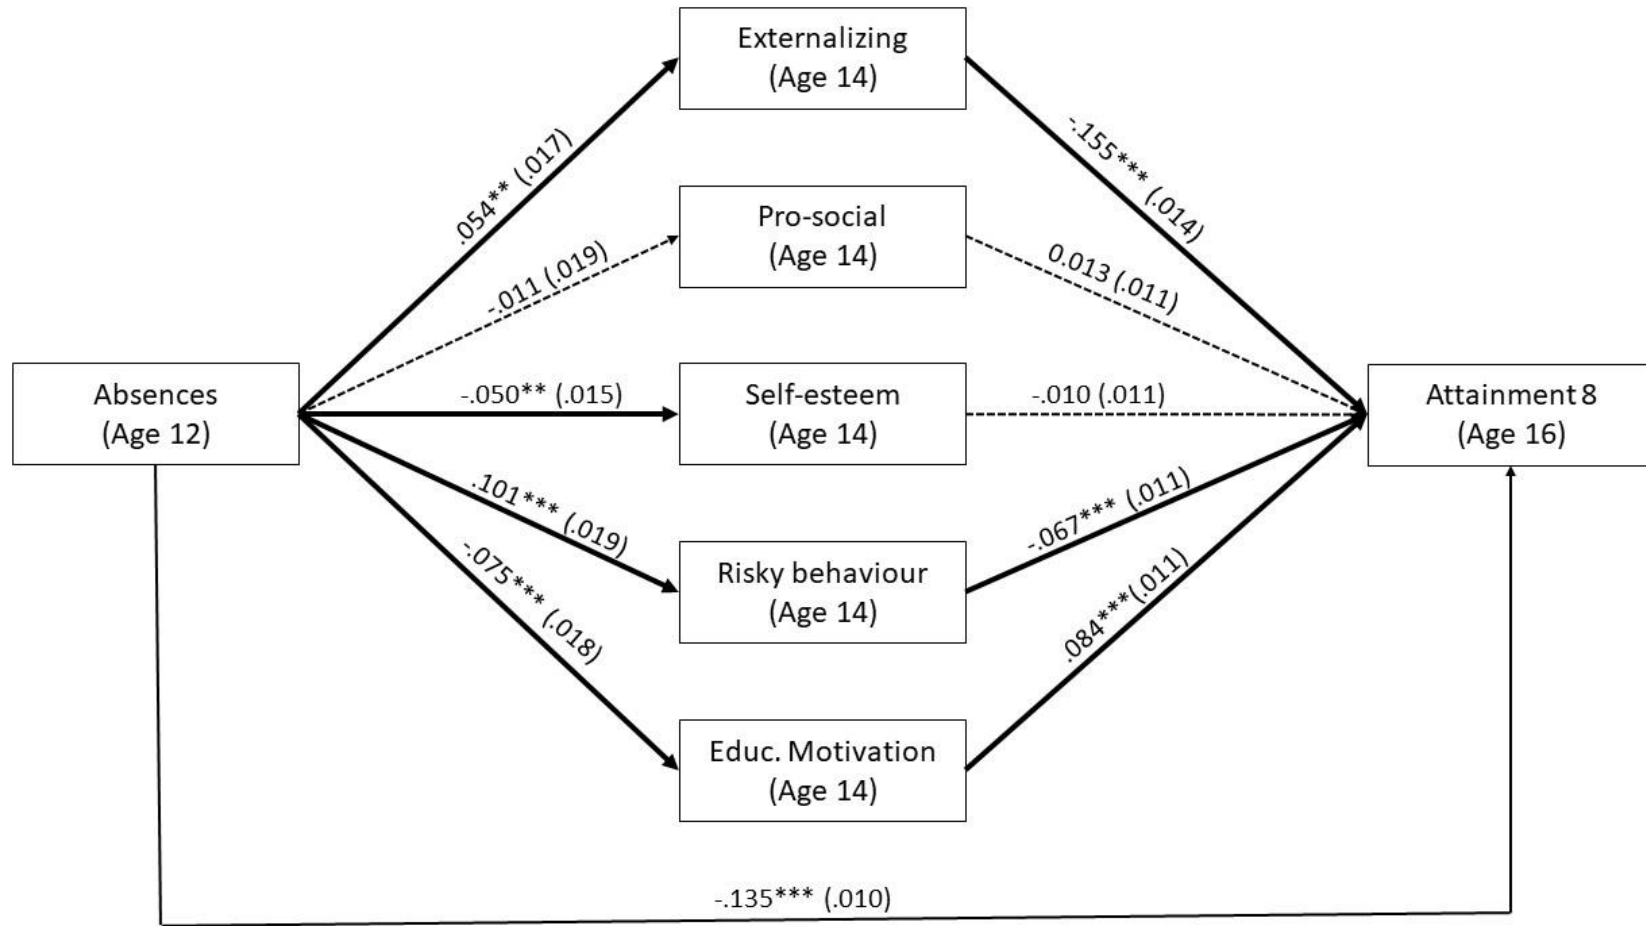 Externalizing
(Age 14)
.054** (.017)
-.155*** (.014)
Pro-social
(Age 14)
-.011 (.019)
0.013 (.011)
Absences
(Age 12)
-.050** (.015)
Self-esteem
(Age 14)
-.010 (.011)
Attainment 8
(Age 16)
.101*** (.019)
Risky behaviour
(Age 14)
-.067*** (.011)
-.075*** (.018)
.084***(.011)
Educ. Motivation
(Age 14)
-.135*** (.010)